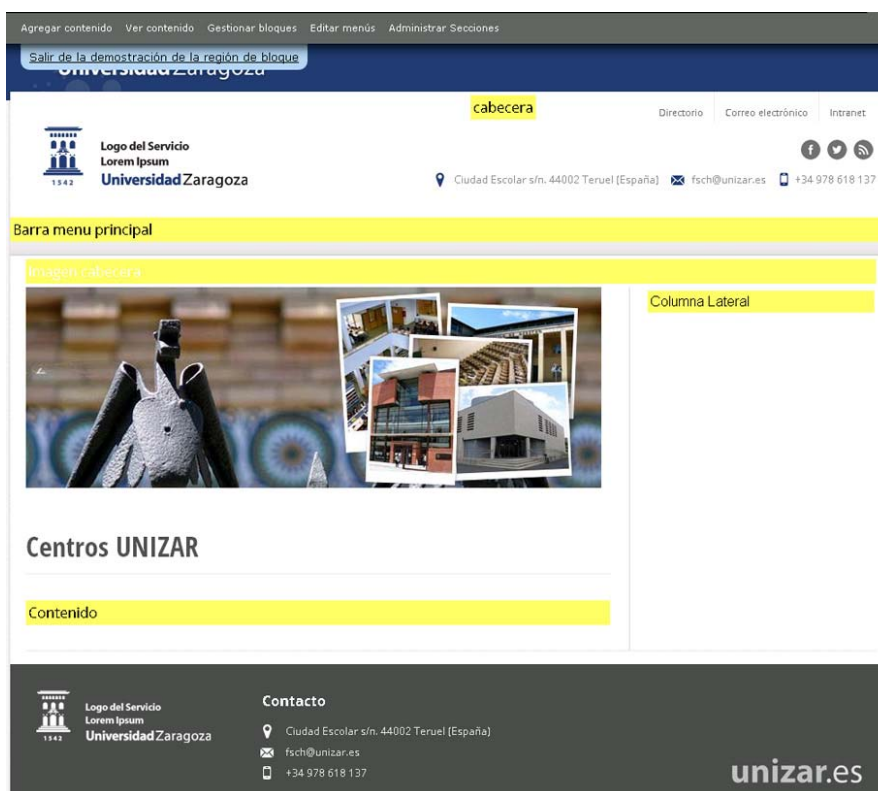 Agregar contenido Ver contenido Gestionar bloques Editar menús Administrar Secciones
Salir de la demostración de la región de bloque
Universidad Zaragoza
cabecera
Directorio Correo electrónico Intranet
Logo del Servicio
Lorem Ipsum
Universidad Zaragoza
1542
Ciudad Escolar s/n. 44002 Teruel (España) fsch@unizar.es +34 978 618 137
Barra menu principal
Imagen cabecera
Columna Lateral
Centros UNIZAR
Contenido
Logo del Servicio
Lorem Ipsum
Universidad Zaragoza
1542
Contacto
Ciudad Escolar s/n. 44002 Teruel (España)
fsch@unizar.es
+34 978 618 137
unizar.es